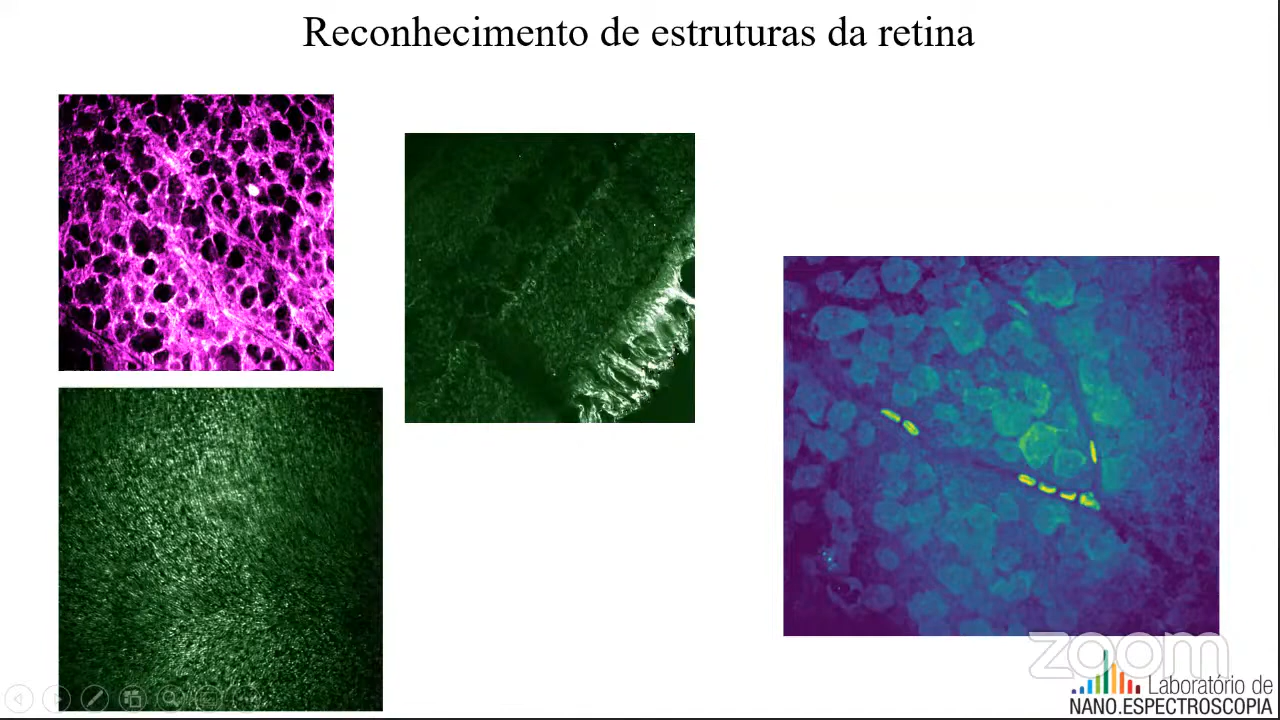 Reconhecimento de estruturas da retina
zoom
Laboratório de
NANO.ESPECTROSCOPIA